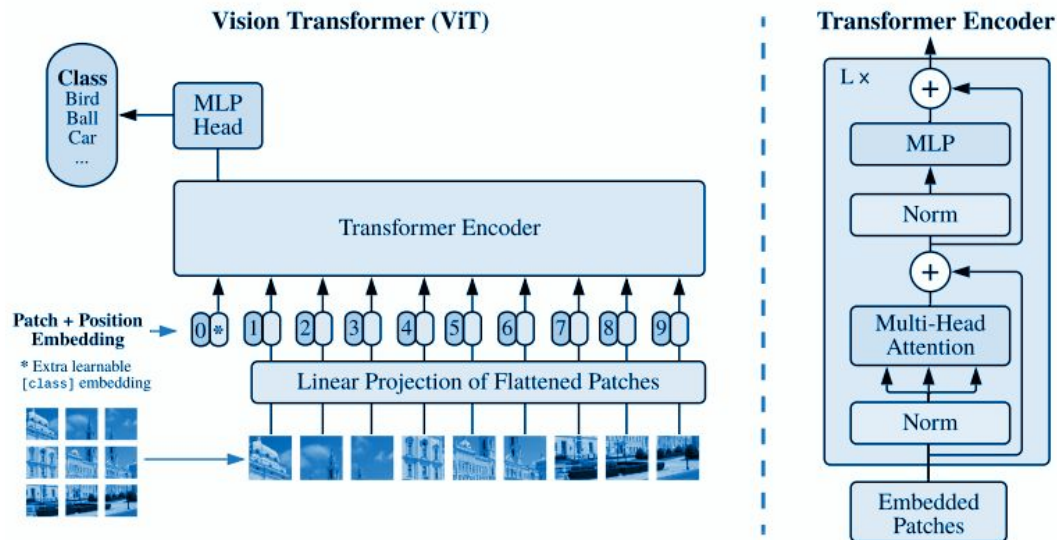 Vision Transformer (ViT)
Class
Bird
Ball
Car
...
MLP
Head
Transformer Encoder
Patch + Position
Embedding
* Extra learnable
[class] embedding
0 * 1 2 3 4 5 6 7 8 9
Linear Projection of Flattened Patches
Transformer Encoder
L ×
+
MLP
Norm
+
Multi-Head
Attention
Norm
Embedded
Patches